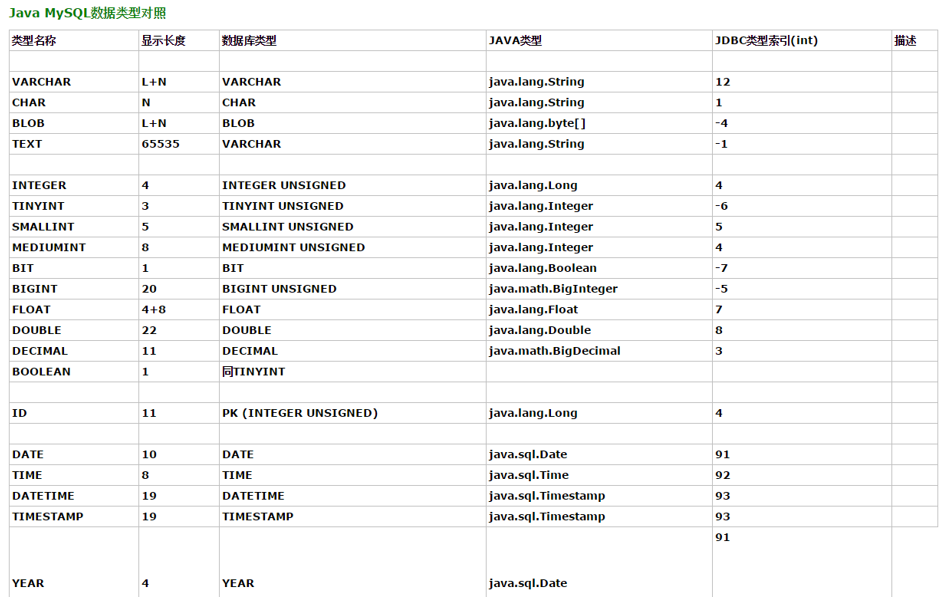 Java MySQL数据类型对照
类型名称 显示长度 数据库类型 JAVA类型 JDBC类型索引(int) 描述
VARCHAR L+N VARCHAR java.lang.String 12
CHAR N CHAR java.lang.String 1
BLOB L+N BLOB java.lang.byte[] -4
TEXT 65535 VARCHAR java.lang.String -1
INTEGER 4 INTEGER UNSIGNED java.lang.Long 4
TINYINT 3 TINYINT UNSIGNED java.lang.Integer -6
SMALLINT 5 SMALLINT UNSIGNED java.lang.Integer 5
MEDIUMINT 8 MEDIUMINT UNSIGNED java.lang.Integer 4
BIT 1 BIT java.lang.Boolean -7
BIGINT 20 BIGINT UNSIGNED java.math.BigInteger -5
FLOAT 4+8 FLOAT java.lang.Float 7
DOUBLE 22 DOUBLE java.lang.Double 8
DECIMAL 11 DECIMAL java.math.BigDecimal 3
BOOLEAN 1 同TINYINT
ID 11 PK (INTEGER UNSIGNED) java.lang.Long 4
DATE 10 DATE java.sql.Date 91
TIME 8 TIME java.sql.Time 92
DATETIME 19 DATETIME java.sql.Timestamp 93
TIMESTAMP 19 TIMESTAMP java.sql.Timestamp 93
91
YEAR 4 YEAR java.sql.Date